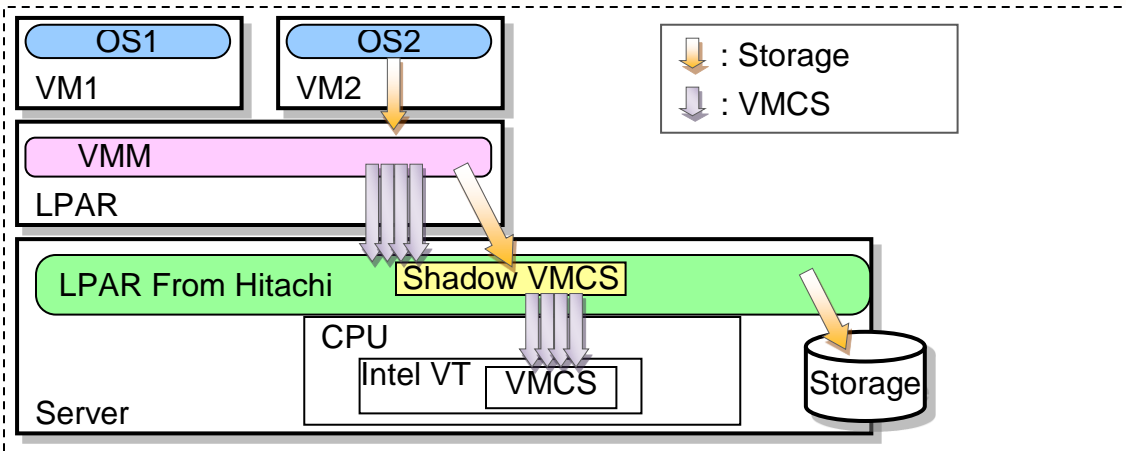 OS1
OS2
VM1
VM2
: Storage
: VMCS
VMM
LPAR
LPAR From Hitachi
Shadow VMCS
CPU
Intel VT
VMCS
Storage
Server